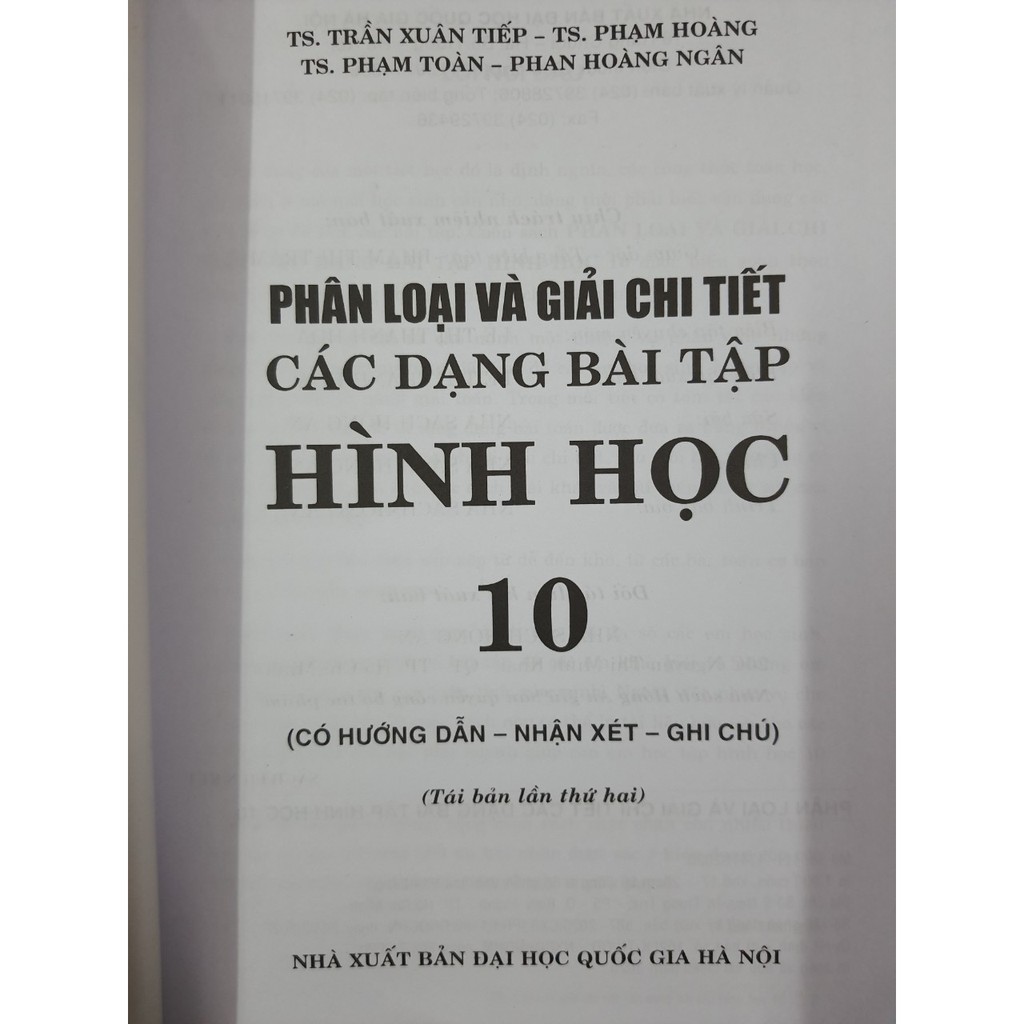 TS. TRẦN XUÂN TIẾP – TS. PHẠM HOÀNG
TS. PHẠM TOÀN – PHAN HOÀNG NGÂN
PHÂN LOẠI VÀ GIẢI CHI TIẾT
CÁC DẠNG BÀI TẬP
HÌNH HỌC
10
(CÓ HƯỚNG DẪN – NHẬN XÉT – GHI CHÚ)
(Tái bản lần thứ hai)
NHÀ XUẤT BẢN ĐẠI HỌC QUỐC GIA HÀ NỘI